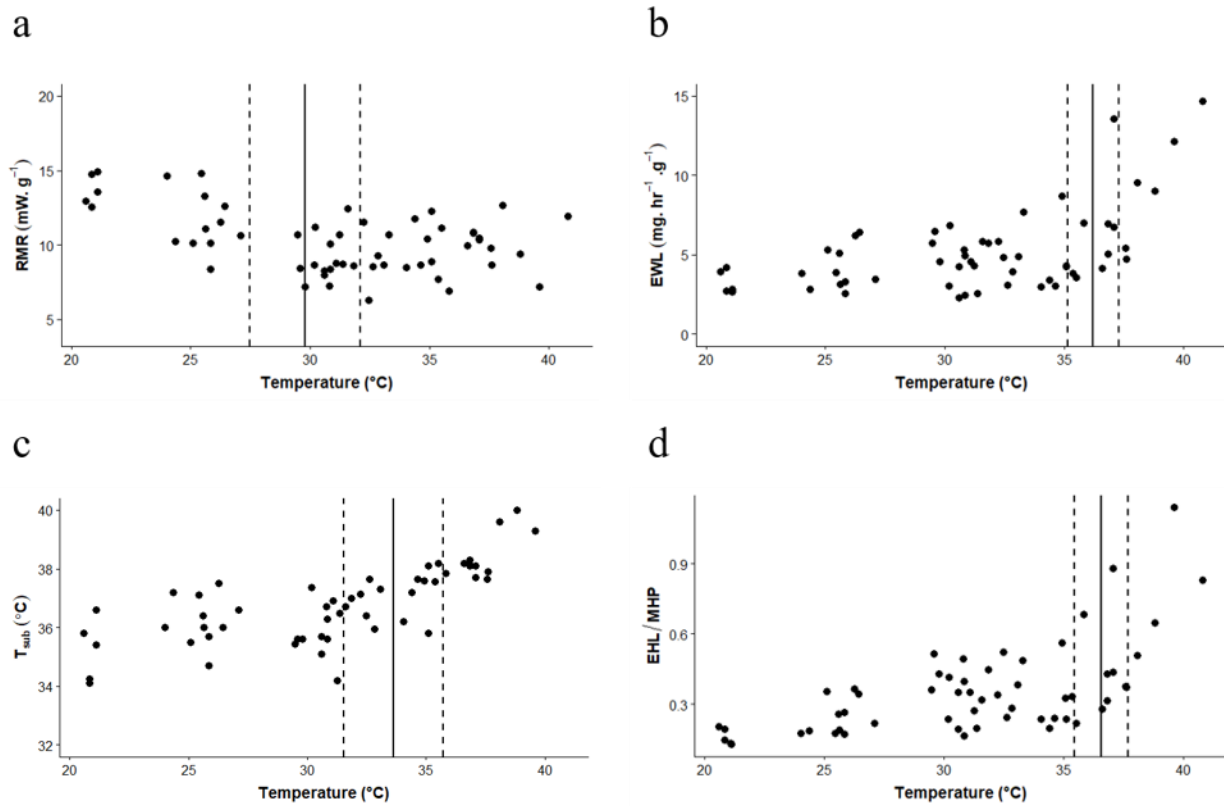 a
b
20
15
10
5
RMR (mW. g⁻¹)
20 25 30 35 40
Temperature (°C)
15
10
5
0
EWL (mg. hr⁻¹ .g⁻¹)
20 25 30 35 40
Temperature (°C)
c
d
40
38
36
34
32
T_sub (°C)
20 25 30 35 40
Temperature (°C)
0.9
0.6
0.3
EHL/ MHP
20 25 30 35 40
Temperature (°C)